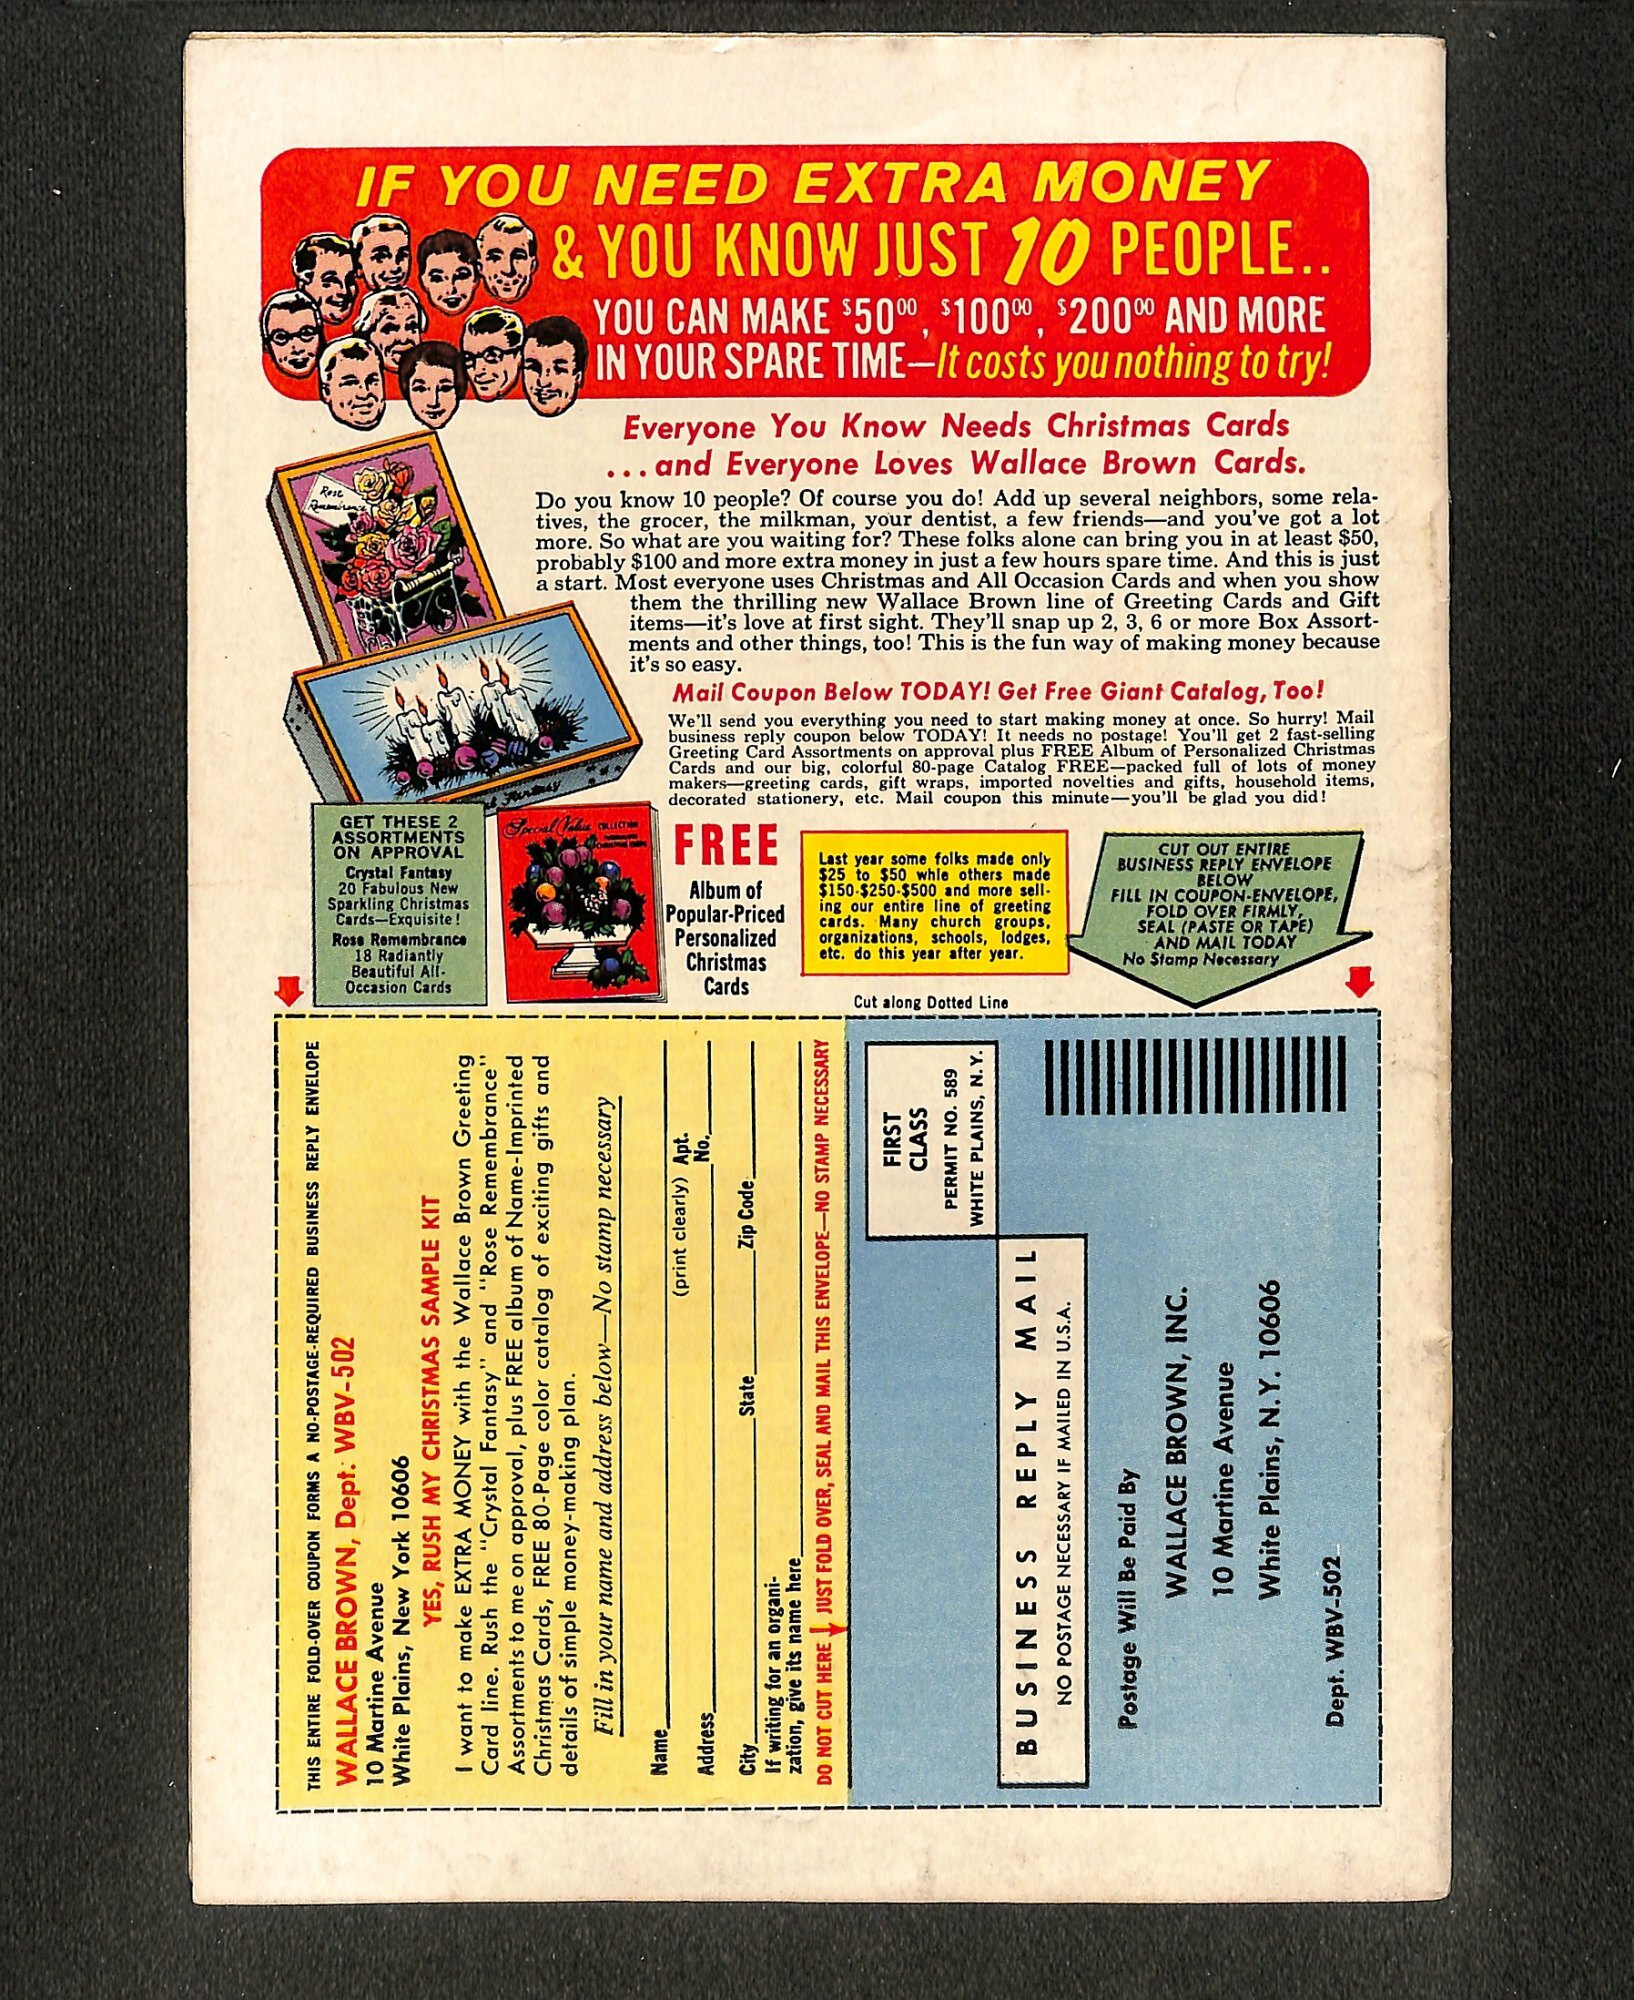 IF YOU NEED EXTRA MONEY
& YOU KNOW JUST 10 PEOPLE..
YOU CAN MAKE $50⁰⁰, $100⁰⁰, $200⁰⁰ AND MORE
IN YOUR SPARE TIME—It costs you nothing to try!
Everyone You Know Needs Christmas Cards
...and Everyone Loves Wallace Brown Cards.
Rose
Remembrance
Do you know 10 people? Of course you do! Add up several neighbors, some rela-
tives, the grocer, the milkman, your dentist, a few friends—and you've got a lot
more. So what are you waiting for? These folks alone can bring you in at least $50,
probably $100 and more extra money in just a few hours spare time. And this is just
a start. Most everyone uses Christmas and All Occasion Cards and when you show
them the thrilling new Wallace Brown line of Greeting Cards and Gift
items—it's love at first sight. They'll snap up 2, 3, 6 or more Box Assort-
ments and other things, too! This is the fun way of making money because
it's so easy.
Mail Coupon Below TODAY! Get Free Giant Catalog, Too!
We'll send you everything you need to start making money at once. So hurry! Mail
business reply coupon below TODAY! It needs no postage! You'll get 2 fast-selling
Greeting Card Assortments on approval plus FREE Album of Personalized Christmas
Cards and our big, colorful 80-page Catalog FREE—packed full of lots of money
makers—greeting cards, gift wraps, imported novelties and gifts, household items,
decorated stationery, etc. Mail coupon this minute—you'll be glad you did!
Fantasy
GET THESE 2
ASSORTMENTS
ON APPROVAL
Crystal Fantasy
20 Fabulous New
Sparkling Christmas
Cards—Exquisite!
Rose Remembrance
18 Radiantly
Beautiful All-
Occasion Cards
Special Value COLLECTION
FREE
Album of
Popular-Priced
Personalized
Christmas
Cards
Last year some folks made only
$25 to $50 whle others made
$150-$250-$500 and more sell-
ing our entire line of greeting
cards. Many church groups,
organizations, schools, lodges,
etc. do this year after year.
CUT OUT ENTIRE
BUSINESS REPLY ENVELOPE
BELOW
FILL IN COUPON-ENVELOPE,
FOLD OVER FIRMLY,
SEAL (PASTE OR TAPE)
AND MAIL TODAY
No Stamp Necessary
Cut along Dotted Line
THIS ENTIRE FOLD-OVER COUPON FORMS A NO-POSTAGE-REQUIRED BUSINESS REPLY ENVELOPE
WALLACE BROWN, Dept. WBV-502
10 Martine Avenue
White Plains, New York 10606
YES, RUSH MY CHRISTMAS SAMPLE KIT
I want to make EXTRA MONEY with the Wallace Brown Greeting
Card line. Rush the "Crystal Fantasy" and "Rose Remembrance"
Assortments to me on approval, plus FREE album of Name-Imprinted
Christmas Cards, FREE 80-Page color catalog of exciting gifts and
details of simple money-making plan.
Fill in your name and address below—No stamp necessary
Name
(print clearly) Apt.
Address No.
City State Zip Code
If writing for an organi-
zation, give its name here
DO NOT CUT HERE JUST FOLD OVER, SEAL AND MAIL THIS ENVELOPE—NO STAMP NECESSARY
FIRST
CLASS
PERMIT NO. 589
WHITE PLAINS, N.Y.
BUSINESS REPLY MAIL
NO POSTAGE NECESSARY IF MAILED IN U.S.A.
Postage Will Be Paid By
WALLACE BROWN, INC.
10 Martine Avenue
White Plains, N.Y. 10606
Dept. WBV-502